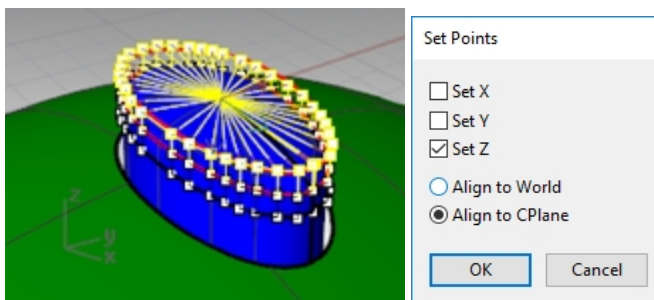 Set Points
Set X
Set Y
Set Z
Align to World
Align to CPlane
OK
Cancel
z
y
x